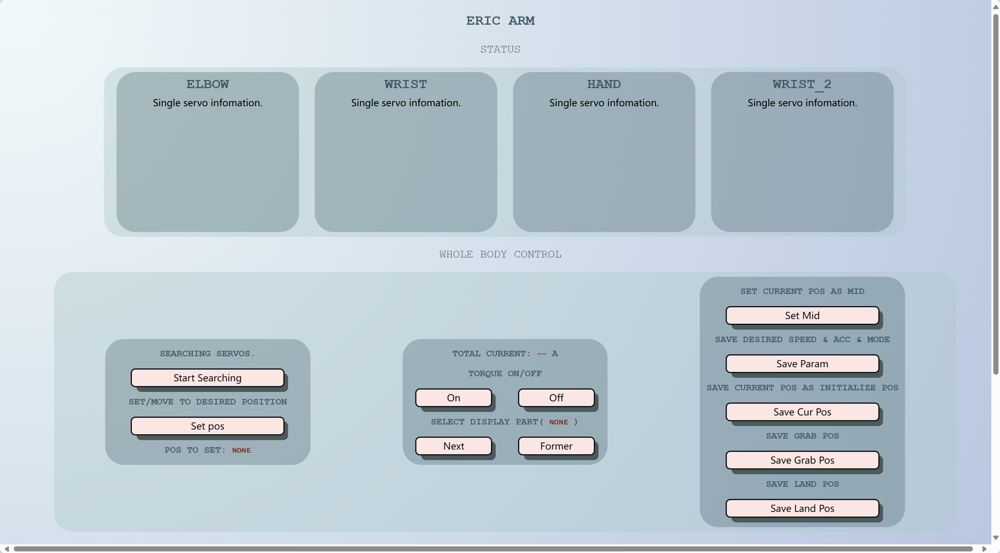 ERIC ARM
STATUS
ELBOW
Single servo infomation.
WRIST
Single servo infomation.
HAND
Single servo infomation.
WRIST_2
Single servo infomation.
WHOLE BODY CONTROL
SEARCHING SERVOS.
Start Searching
SET/MOVE TO DESIRED POSITION
Set pos
POS TO SET: NONE
TOTAL CURRENT: -- A
TORQUE ON/OFF
On Off
SELECT DISPLAY PART( NONE )
Next Former
SET CURRENT POS AS MID
Set Mid
SAVE DESIRED SPEED & ACC & MODE
Save Param
SAVE CURRENT POS AS INITIALIZE POS
Save Cur Pos
SAVE GRAB POS
Save Grab Pos
SAVE LAND POS
Save Land Pos